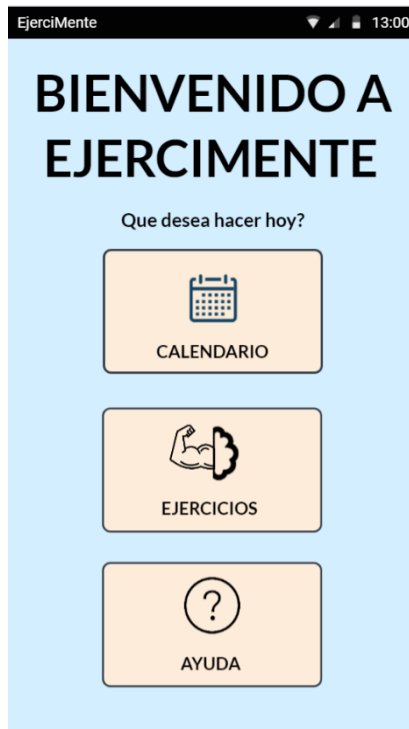 EjerciMente 13:00
BIENVENIDO A
EJERCIMENTE
Que desea hacer hoy?
CALENDARIO
EJERCICIOS
?
AYUDA